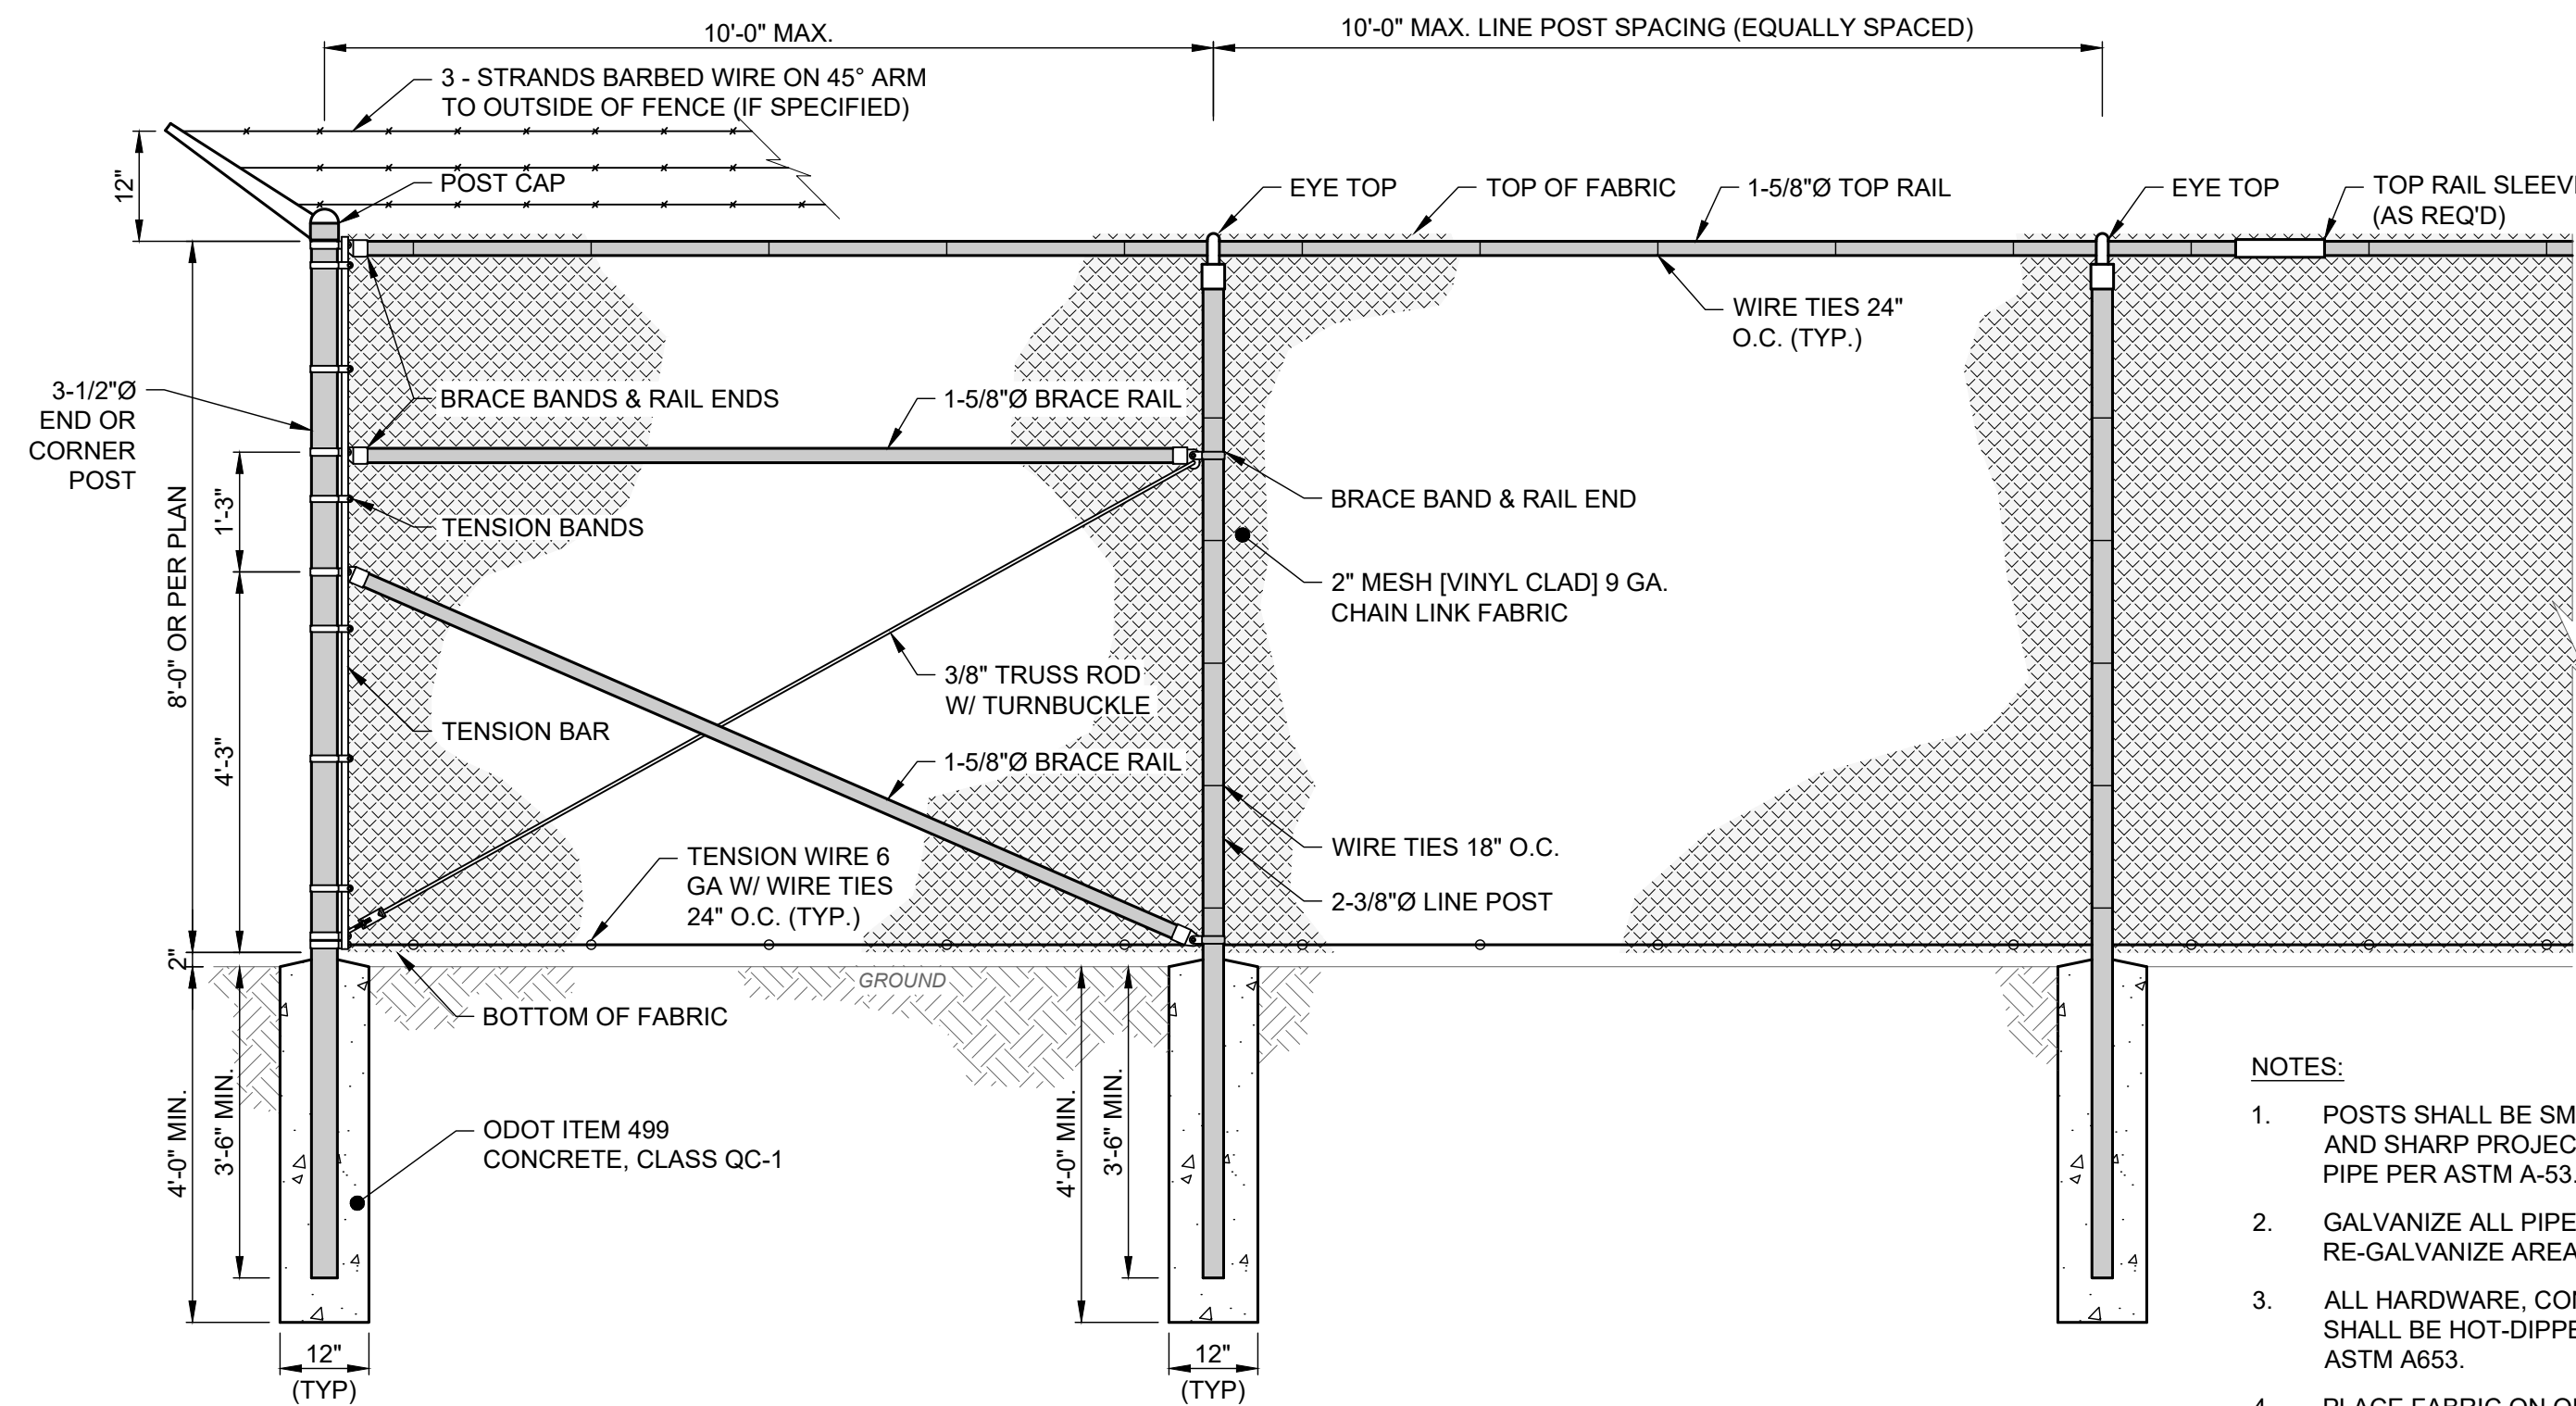 10'-0" MAX.
10'-0" MAX. LINE POST SPACING (EQUALLY SPACED)
3 - STRANDS BARBED WIRE ON 45° ARM
TO OUTSIDE OF FENCE (IF SPECIFIED)
12"
POST CAP
EYE TOP
TOP OF FABRIC
1-5/8"Ø TOP RAIL
EYE TOP
TOP RAIL
(AS REQ'D)
WIRE TIES 24"
O.C. (TYP.)
3-1/2"Ø
END OR
CORNER
POST
BRACE BANDS & RAIL ENDS
1-5/8"Ø BRACE RAIL
8'-0" OR PER PLAN
1'-3"
TENSION BANDS
BRACE BAND & RAIL END
2" MESH [VINYL CLAD] 9 GA.
CHAIN LINK FABRIC
3/8" TRUSS ROD
W/ TURNBUCKLE
TENSION BAR
4'-3"
1-5/8"Ø BRACE RAIL
TENSION WIRE 6
GA W/ WIRE TIES
24" O.C. (TYP.)
WIRE TIES 18" O.C.
2-3/8"Ø LINE POST
2"
GROUND
BOTTOM OF FABRIC
4'-0" MIN.
3'-6" MIN.
ODOT ITEM 499
CONCRETE, CLASS QC-1
4'-0" MIN.
3'-6" MIN.
12"
(TYP)
12"
(TYP)
NOTES:
1. POSTS SHALL BE
AND SHARP
PIPE PER ASTM A-53.
2. GALVANIZE ALL PIPE
RE-GALVANIZE
3. ALL HARDWARE,
SHALL BE
ASTM A653.
4. PLACE FABRIC ON